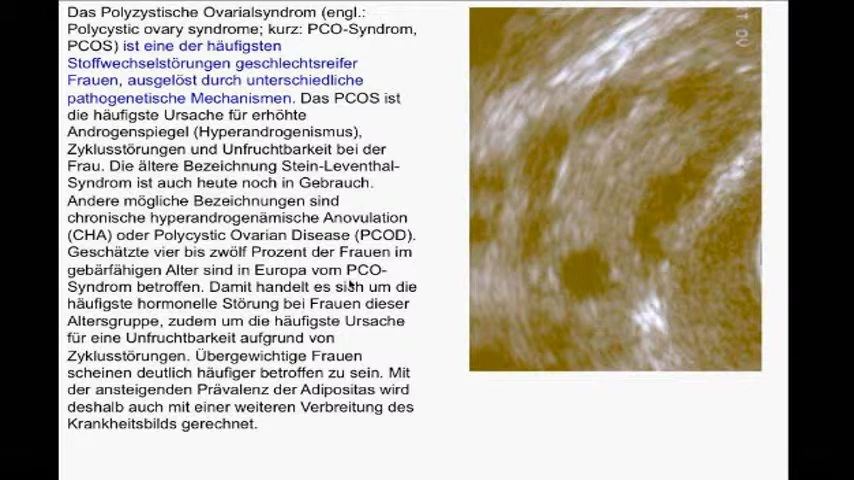 Das Polyzystische Ovarialsyndrom (engl.:
Polycystic ovary syndrome; kurz: PCO-Syndrom,
PCOS) ist eine der häufigsten
Stoffwechselstörungen geschlechtsreifer
Frauen, ausgelöst durch unterschiedliche
pathogenetische Mechanismen. Das PCOS ist
die häufigste Ursache für erhöhte
Androgenspiegel (Hyperandrogenismus),
Zyklusstörungen und Unfruchtbarkeit bei der
Frau. Die ältere Bezeichnung Stein-Leventhal-
Syndrom ist auch heute noch in Gebrauch.
Andere mögliche Bezeichnungen sind
chronische hyperandrogenämische Anovulation
(CHA) oder Polycystic Ovarian Disease (PCOD).
Geschätzte vier bis zwölf Prozent der Frauen im
gebärfähigen Alter sind in Europa vom PCO-
Syndrom betroffen. Damit handelt es sich um die
häufigste hormonelle Störung bei Frauen dieser
Altersgruppe, zudem um die häufigste Ursache
für eine Unfruchtbarkeit aufgrund von
Zyklusstörungen. Übergewichtige Frauen
scheinen deutlich häufiger betroffen zu sein. Mit
der ansteigenden Prävalenz der Adipositas wird
deshalb auch mit einer weiteren Verbreitung des
Krankheitsbilds gerechnet.
OV